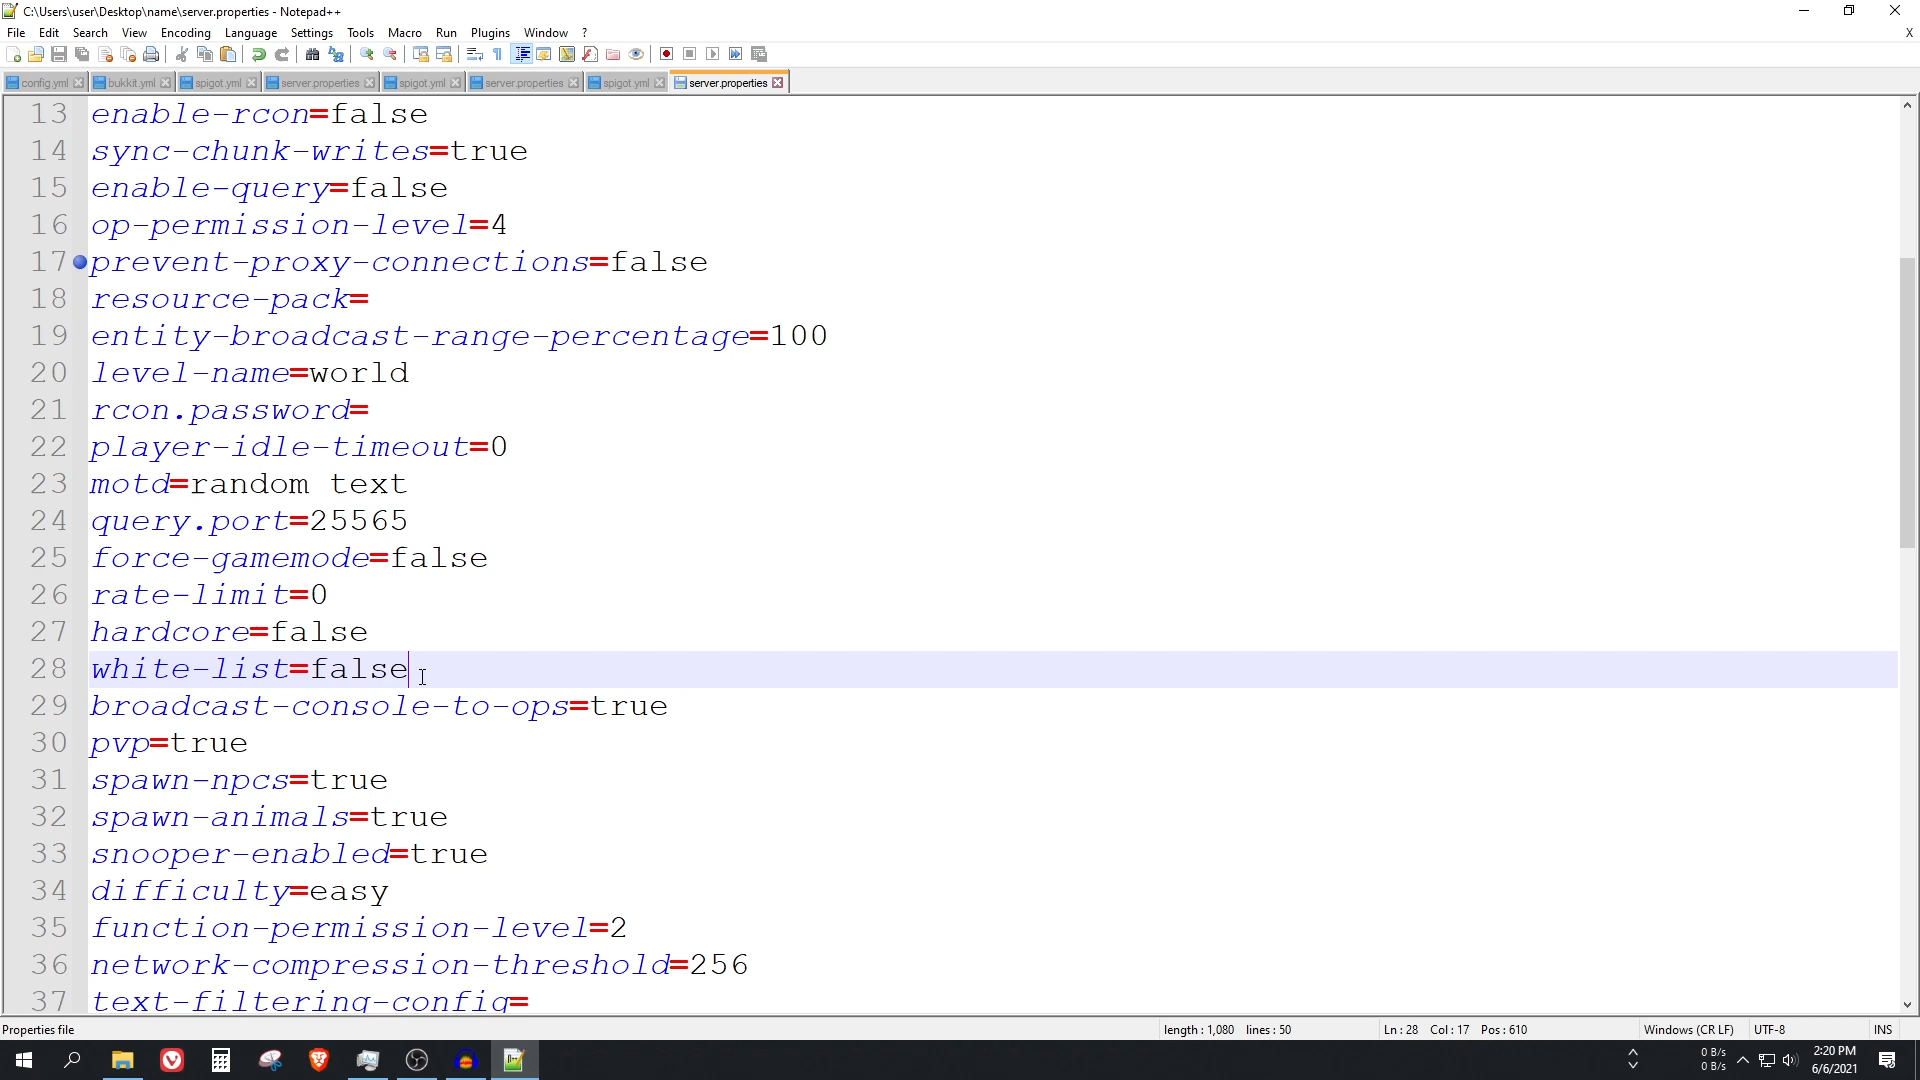 C:\Users\user\Desktop\name\server.properties - Notepad++
File Edit Search View Encoding Language Settings Tools Macro Run Plugins Window ? X
config.yml bukkit.yml spigot.yml server.properties spigot.yml server.properties spigot.yml server.properties
13 enable-rcon=false
14 sync-chunk-writes=true
15 enable-query=false
16 op-permission-level=4
17 prevent-proxy-connections=false
18 resource-pack=
19 entity-broadcast-range-percentage=100
20 level-name=world
21 rcon.password=
22 player-idle-timeout=0
23 motd=random text
24 query.port=25565
25 force-gamemode=false
26 rate-limit=0
27 hardcore=false
28 white-list=false
29 broadcast-console-to-ops=true
30 pvp=true
31 spawn-npcs=true
32 spawn-animals=true
33 snooper-enabled=true
34 difficulty=easy
35 function-permission-level=2
36 network-compression-threshold=256
37 text-filtering-config=
Properties file length : 1,080 lines : 50 Ln : 28 Col : 17 Pos : 610 Windows (CR LF) UTF-8 INS
0 B/s 2:20 PM
0 B/s 6/6/2021